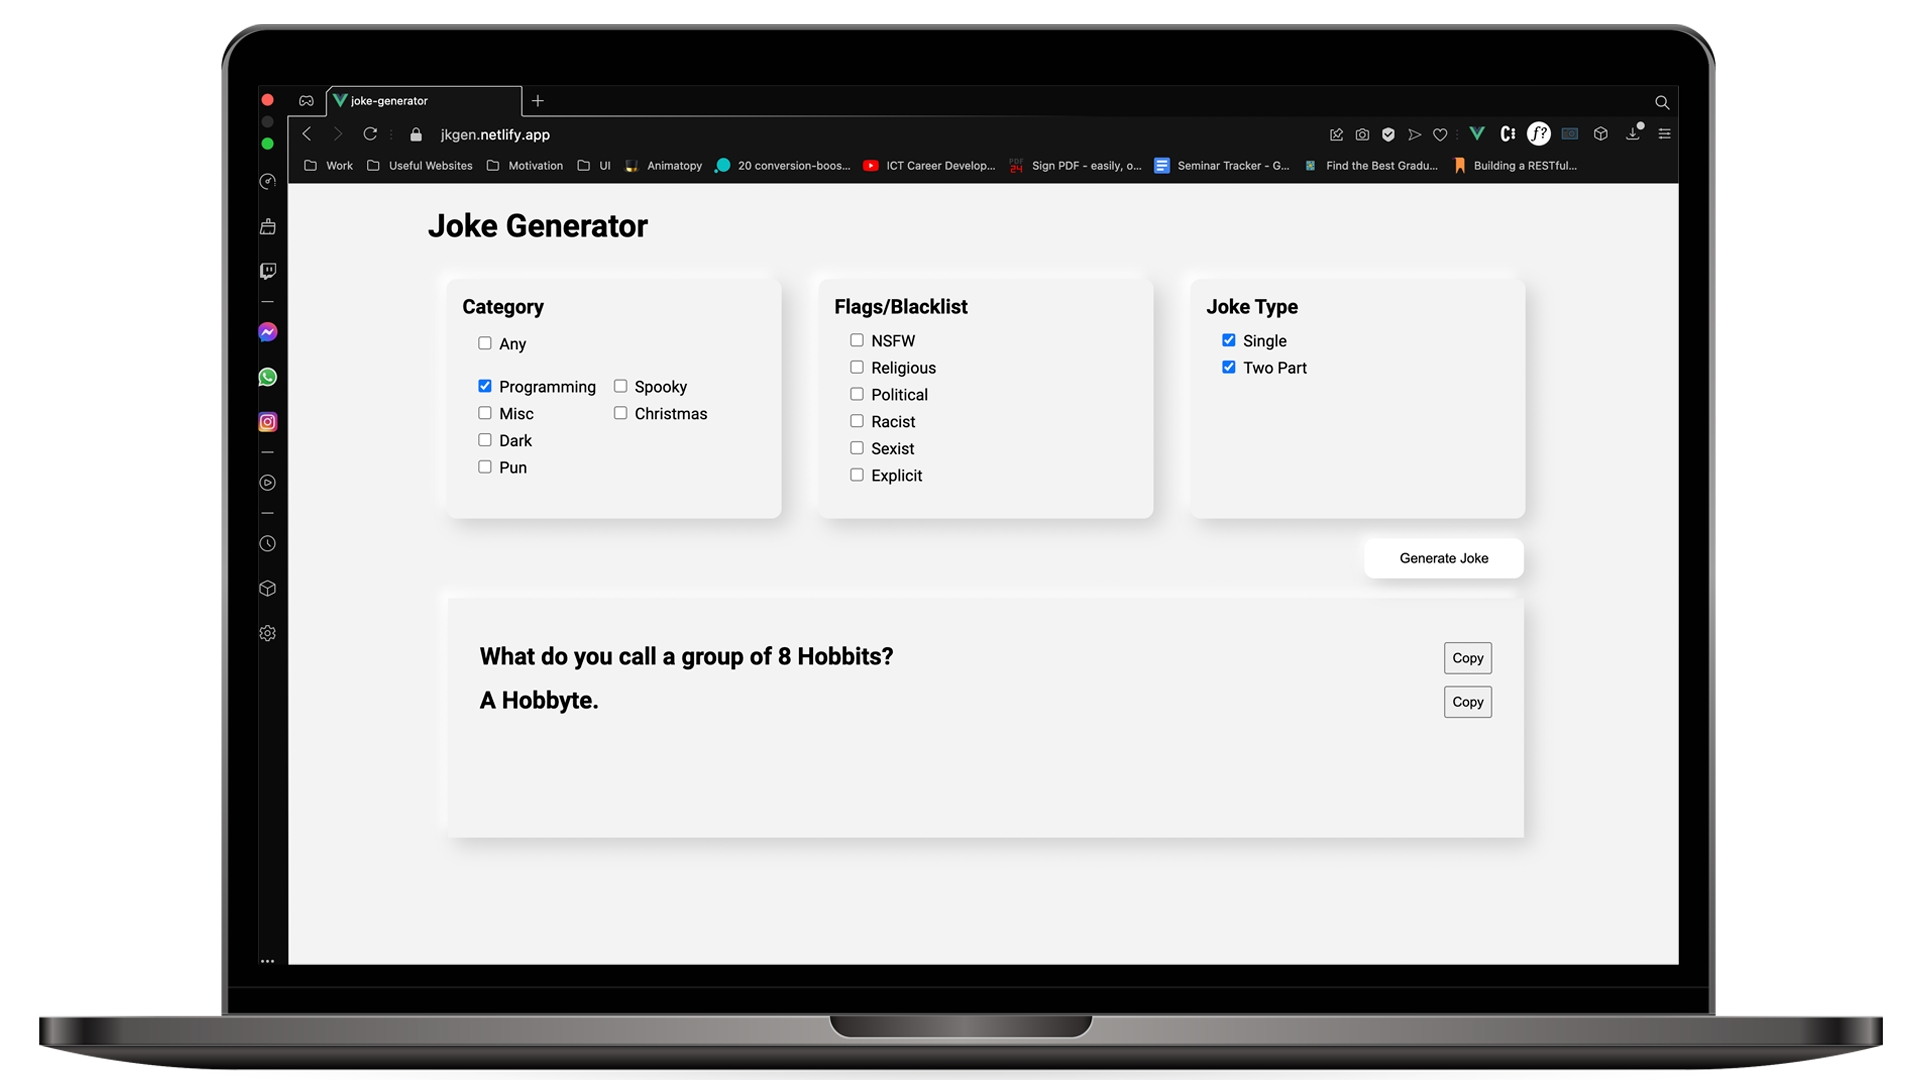 joke-generator
jkgen.netlify.app
Work Useful Websites Motivation UI Animatopy 20 conversion-boos... ICT Career Develop... PDF 24 Sign PDF - easily, o... Seminar Tracker - G... Find the Best Gradu... Building a RESTful...
Joke Generator
Category
Any
Programming Spooky
Misc Christmas
Dark
Pun
Flags/Blacklist
NSFW
Religious
Political
Racist
Sexist
Explicit
Joke Type
Single
Two Part
Generate Joke
What do you call a group of 8 Hobbits? Copy
A Hobbyte. Copy